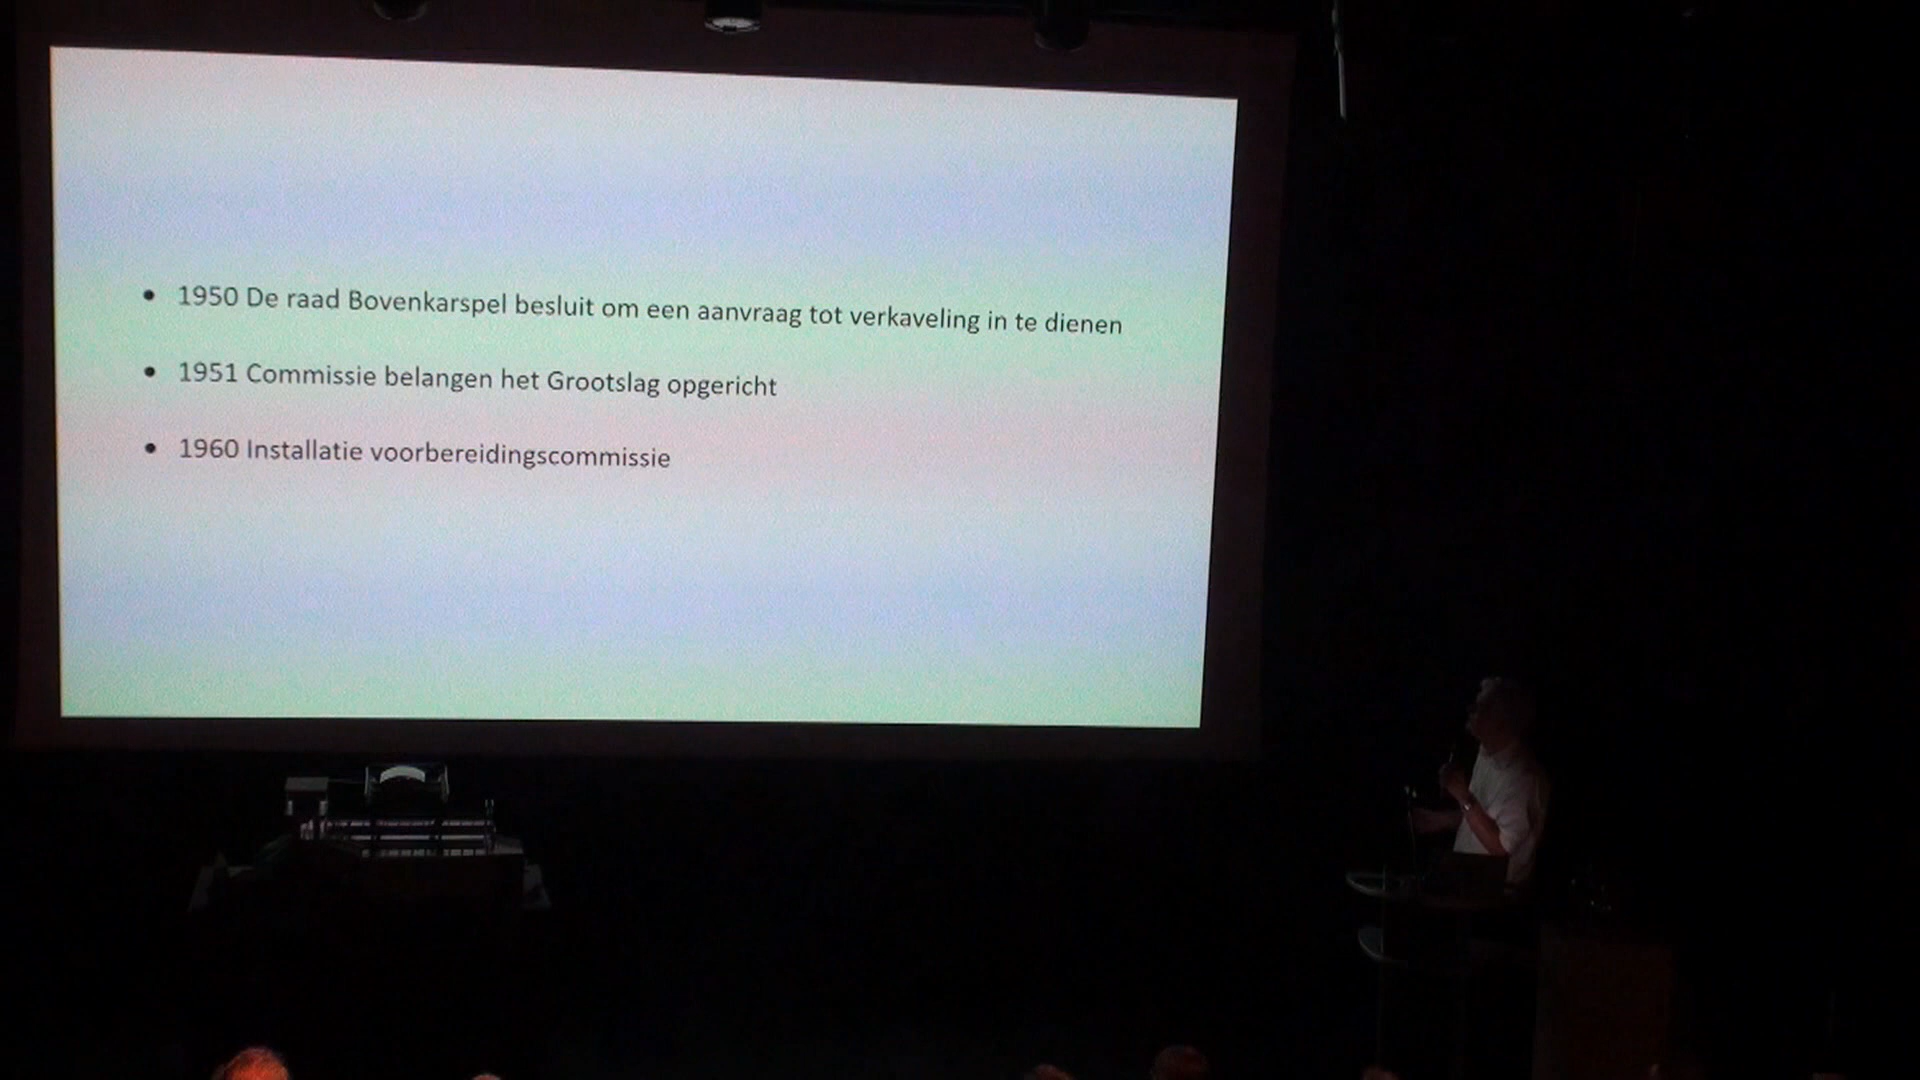 • 1950 De raad Bovenkarspel besluit om een aanvraag tot verkaveling in te dienen
• 1951 Commissie belangen het Grootslag opgericht
• 1960 Installatie voorbereidingscommissie